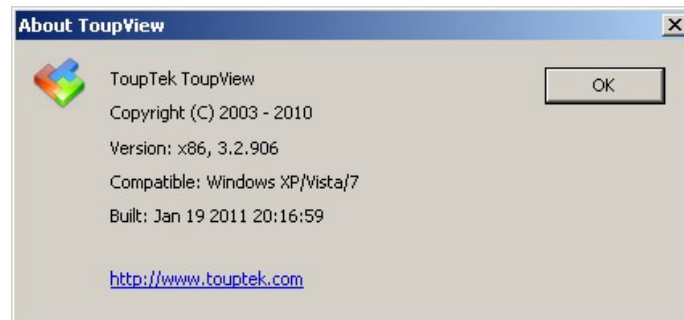 About ToupView
ToupTek ToupView
OK
Copyright (C) 2003 - 2010
Version: x86, 3.2.906
Compatible: Windows XP/Vista/7
Built: Jan 19 2011 20:16:59
http://www.touptek.com